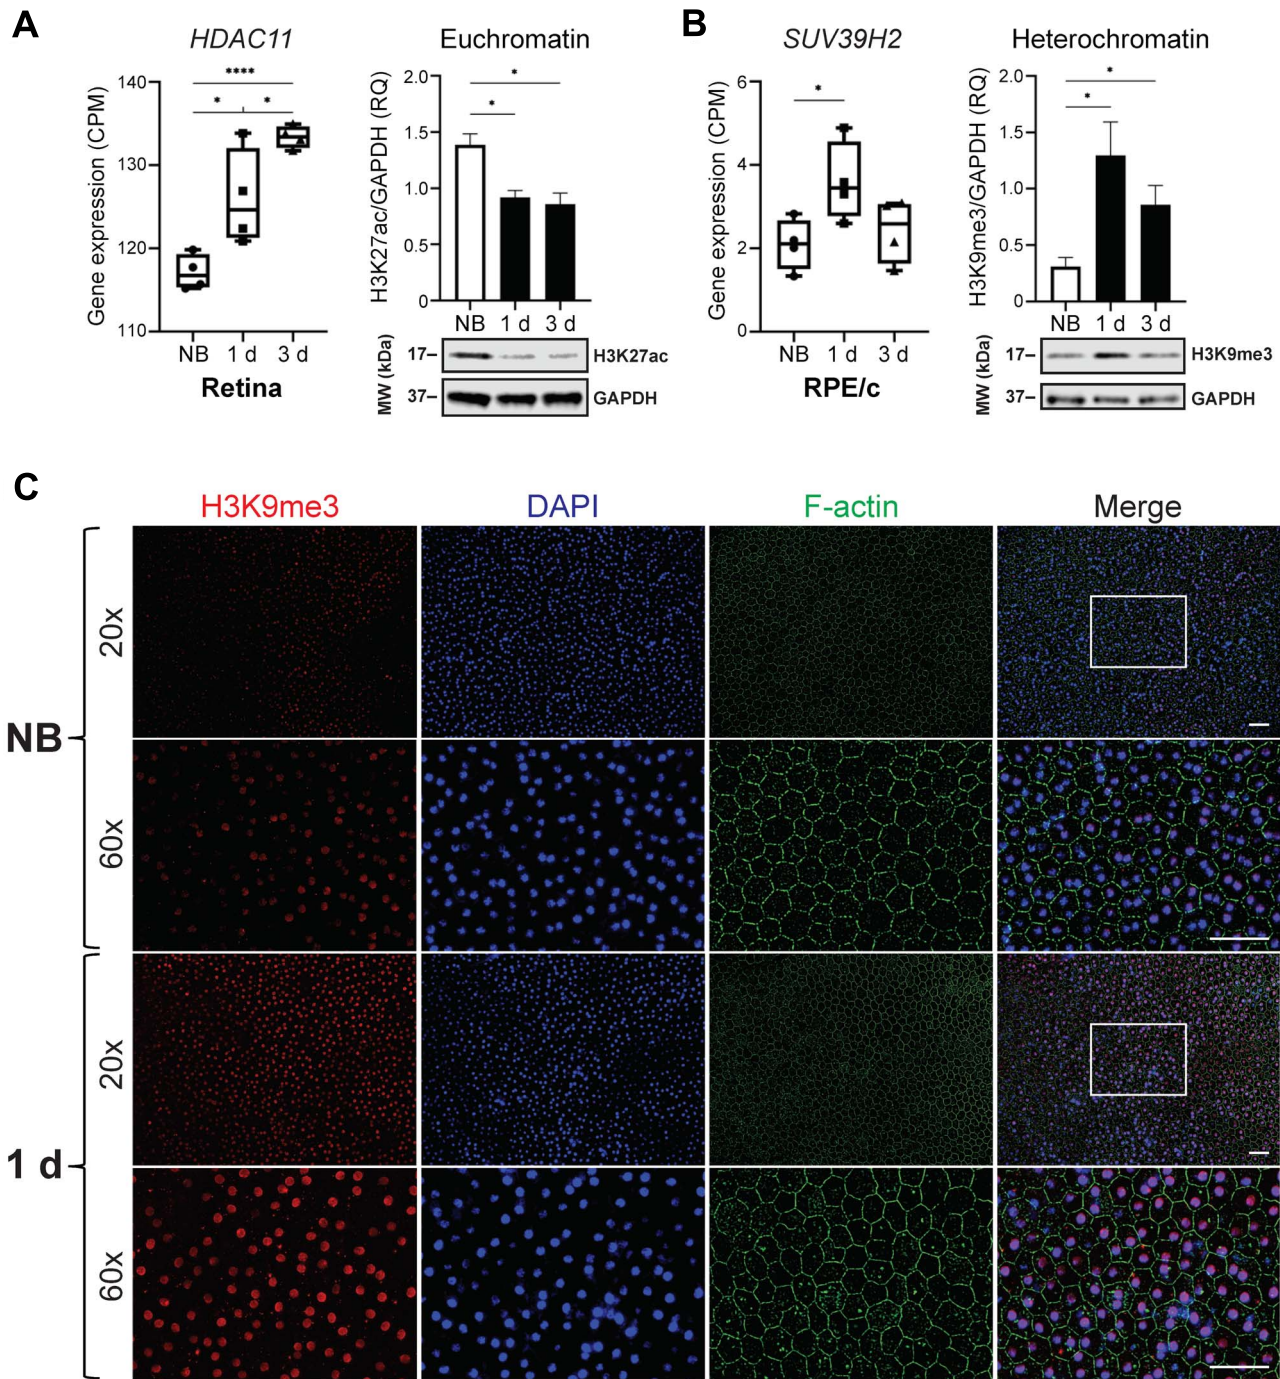 A
HDAC11
Gene expression (CPM)
140
130
120
110
****
*
*
NB
1 d
3 d
Retina
Euchromatin
H3K27ac/GAPDH (RQ)
2.0
1.5
1.0
0.5
0
*
*
NB
1 d
3 d
MW (kDa)
17
H3K27ac
37
GAPDH
B
SUV39H2
Gene expression (CPM)
6
4
2
0
*
NB
1 d
3 d
RPE/c
Heterochromatin
H3K9me3/GAPDH (RQ)
2.0
1.5
1.0
0.5
0
*
*
NB
1 d
3 d
MW (kDa)
17
H3K9me3
37
GAPDH
C
H3K9me3
DAPI
F-actin
Merge
NB
20x
60x
1 d
20x
60x